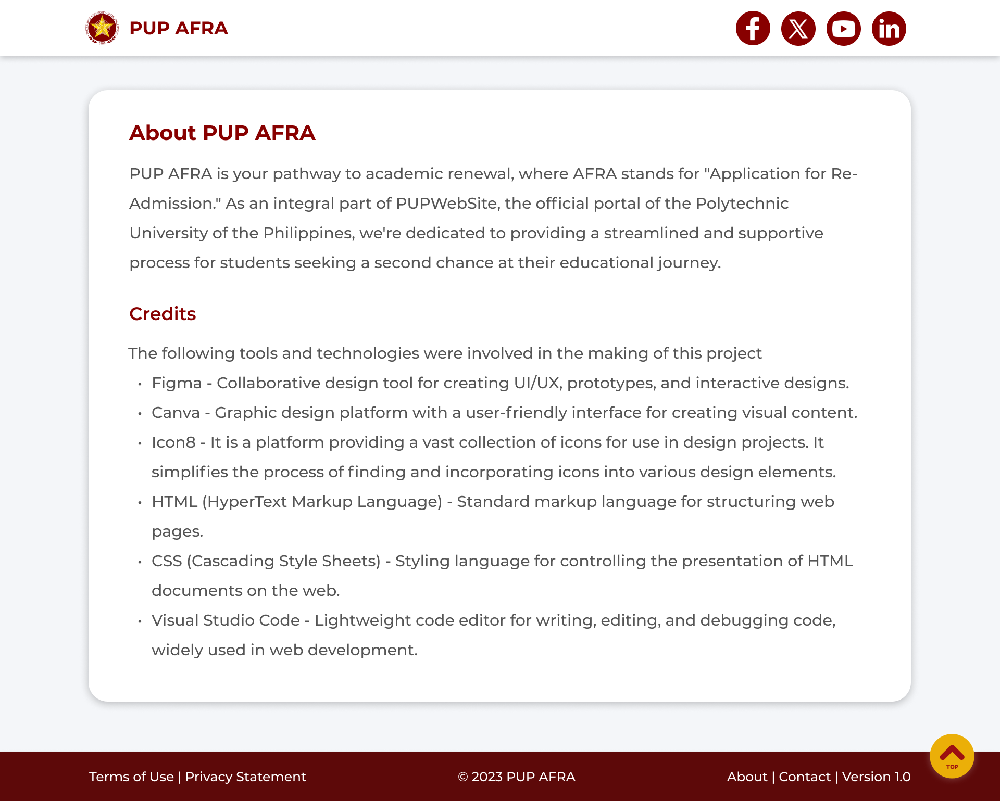 POLYTECHNIC UNIVERSITY OF THE PHILIPPINES
1904
PUP AFRA
About PUP AFRA
PUP AFRA is your pathway to academic renewal, where AFRA stands for "Application for Re-
Admission." As an integral part of PUPWebSite, the official portal of the Polytechnic
University of the Philippines, we're dedicated to providing a streamlined and supportive
process for students seeking a second chance at their educational journey.
Credits
The following tools and technologies were involved in the making of this project
• Figma - Collaborative design tool for creating UI/UX, prototypes, and interactive designs.
• Canva - Graphic design platform with a user-friendly interface for creating visual content.
• Icon8 - It is a platform providing a vast collection of icons for use in design projects. It
simplifies the process of finding and incorporating icons into various design elements.
• HTML (HyperText Markup Language) - Standard markup language for structuring web
pages.
• CSS (Cascading Style Sheets) - Styling language for controlling the presentation of HTML
documents on the web.
• Visual Studio Code - Lightweight code editor for writing, editing, and debugging code,
widely used in web development.
TOP
Terms of Use | Privacy Statement
© 2023 PUP AFRA
About | Contact | Version 1.0